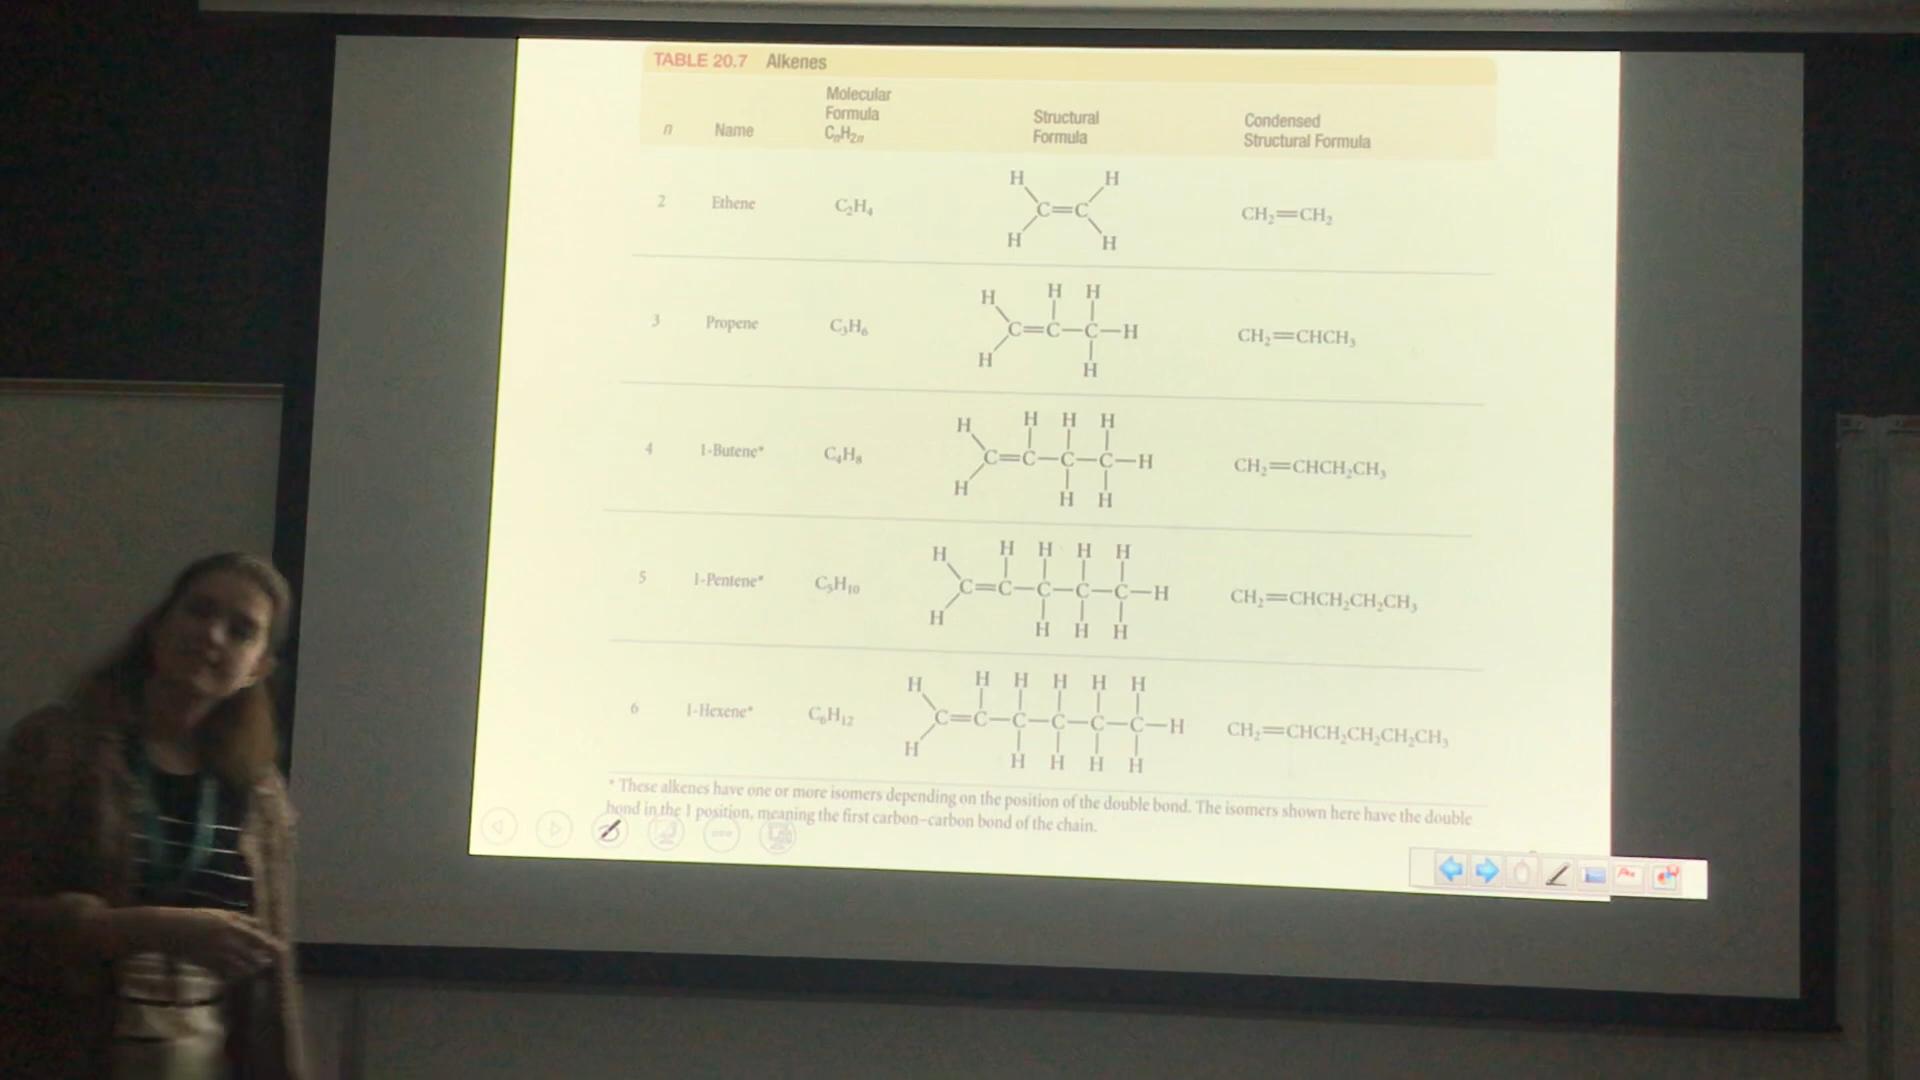 TABLE 20.7 Alkenes
n Name Molecular Formula CₙH₂ₙ Structural Formula Condensed Structural Formula
2 Ethene C₂H₄ CH₂=CH₂
H H
C=C
H H
3 Propene C₃H₆ CH₂=CHCH₃
H H H
C=C–C–H
H H
4 1-Butene* C₄H₈ CH₂=CHCH₂CH₃
H H H H
C=C–C–C–H
H H H
5 1-Pentene* C₅H₁₀ CH₂=CHCH₂CH₂CH₃
H H H H H
C=C–C–C–C–H
H H H H
6 1-Hexene* C₆H₁₂ CH₂=CHCH₂CH₂CH₂CH₃
H H H H H H
C=C–C–C–C–C–H
H H H H H
* These alkenes have one or more isomers depending on the position of the double bond. The isomers shown here have the double
bond in the 1 position, meaning the first carbon–carbon bond of the chain.